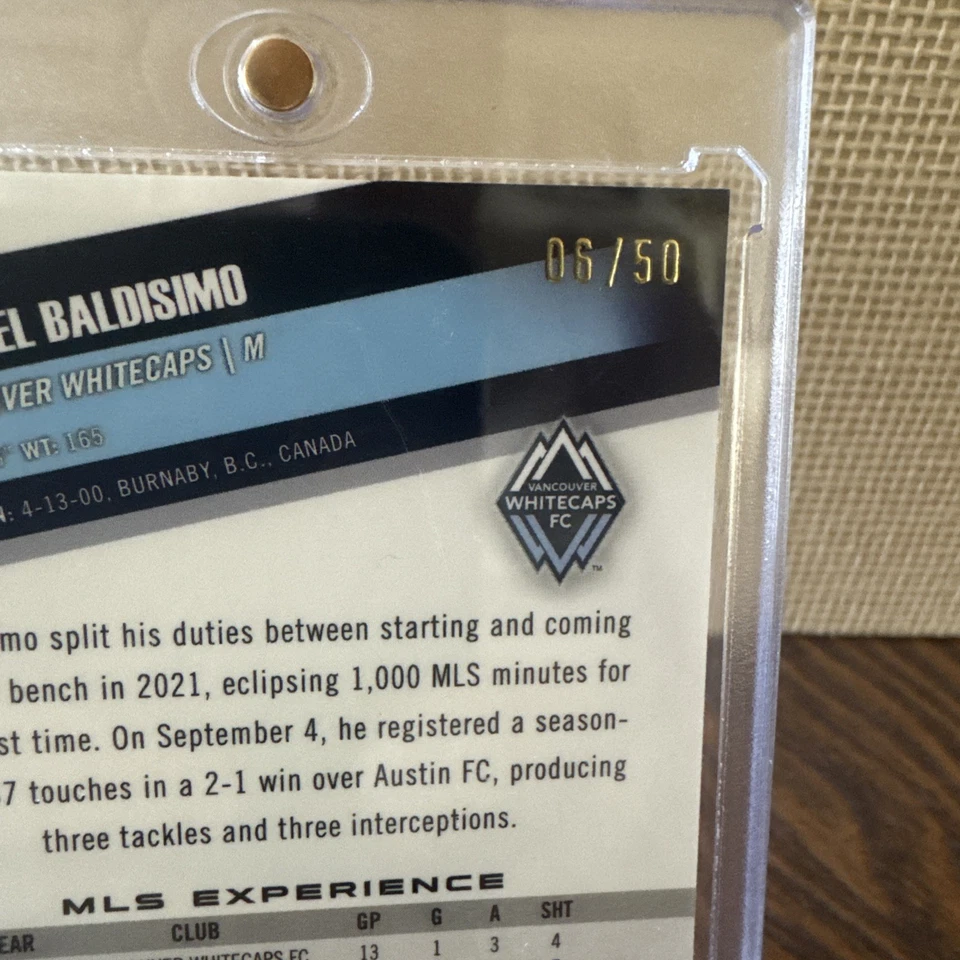 06/50
EL BALDISIMO
VER WHITECAPS \ M
WT: 165
N: 4-13-00, BURNABY, B.C., CANADA
VANCOUVER
WHITECAPS
FC
™
mo split his duties between starting and coming
bench in 2021, eclipsing 1,000 MLS minutes for
st time. On September 4, he registered a season-
7 touches in a 2-1 win over Austin FC, producing
three tackles and three interceptions.
MLS EXPERIENCE
EAR CLUB GP G A SHT
WHITECAPS FC 13 1 3 4